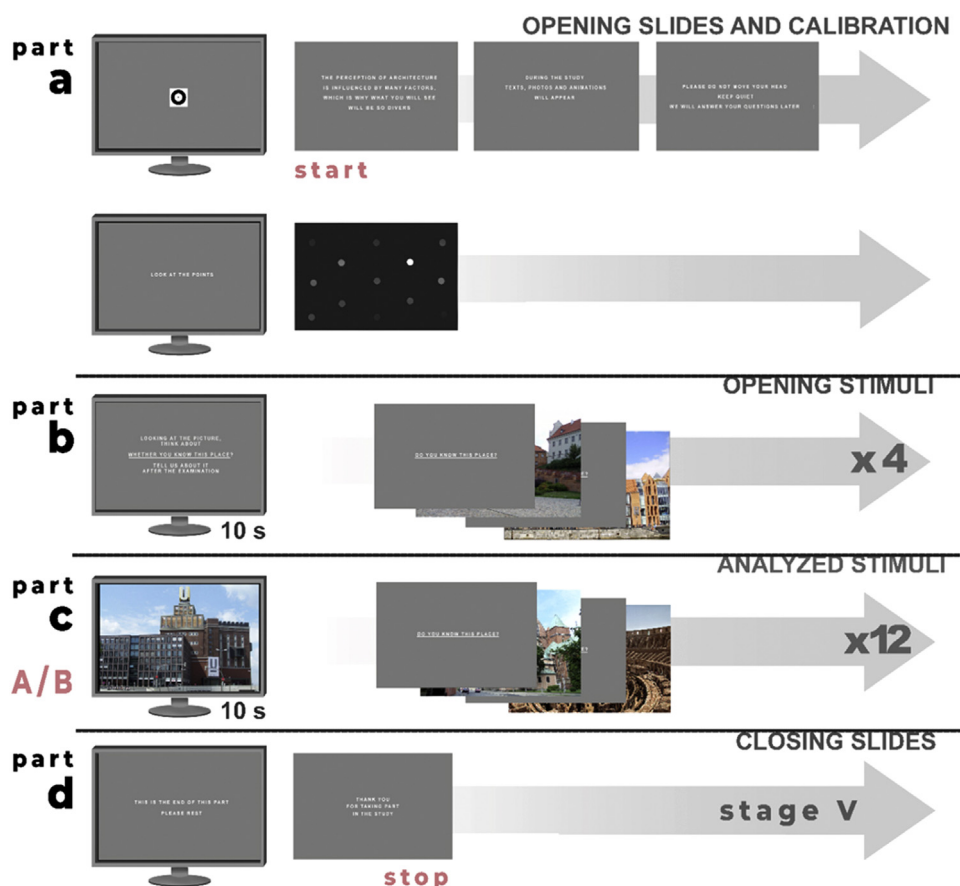 OPENING SLIDES AND CALIBRATION
part
a
THE PERCEPTION OF ARCHITECTURE
IS INFLUENCED BY MANY FACTORS,
WHICH IS WHY WHAT YOU WILL SEE
WILL BE SO DIVERS
DURING THE STUDY
TEXTS, PHOTOS AND ANIMATIONS
WILL APPEAR
PLEASE DO NOT MOVE YOUR HEAD
KEEP QUIET
WE WILL ANSWER YOUR QUESTIONS LATER
start
LOOK AT THE POINTS
OPENING STIMULI
part
b
LOOKING AT THE PICTURE,
THINK ABOUT
WHETHER YOU KNOW THIS PLACE?
TELL US ABOUT IT
AFTER THE EXAMINATION
10 s
DO YOU KNOW THIS PLACE?
x4
ANALYZED STIMULI
part
c
A/B
U
U
10 s
DO YOU KNOW THIS PLACE?
x12
CLOSING SLIDES
part
d
THIS IS THE END OF THIS PART
PLEASE REST
THANK YOU
FOR TAKING PART
IN THE STUDY
stage V
stop